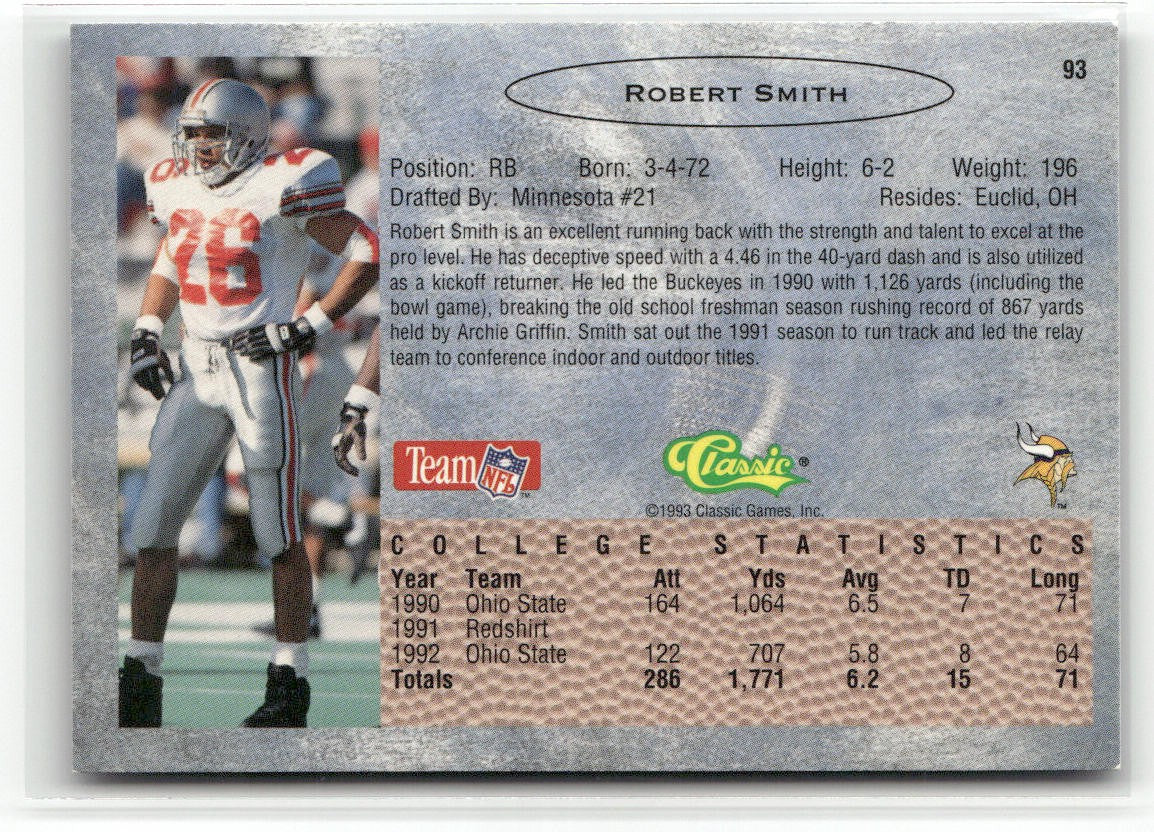 93
ROBERT SMITH
Position: RB Born: 3-4-72 Height: 6-2 Weight: 196
Drafted By: Minnesota #21 Resides: Euclid, OH
Robert Smith is an excellent running back with the strength and talent to excel at the
pro level. He has deceptive speed with a 4.46 in the 40-yard dash and is also utilized
as a kickoff returner. He led the Buckeyes in 1990 with 1,126 yards (including the
bowl game), breaking the old school freshman season rushing record of 867 yards
held by Archie Griffin. Smith sat out the 1991 season to run track and led the relay
team to conference indoor and outdoor titles.
26
26
Team NFL ™
Classic ®
™
©1993 Classic Games, Inc.
COLLEGE STATISTICS
Year Team Att Yds Avg TD Long
1990 Ohio State 164 1,064 6.5 7 71
1991 Redshirt
1992 Ohio State 122 707 5.8 8 64
Totals 286 1,771 6.2 15 71